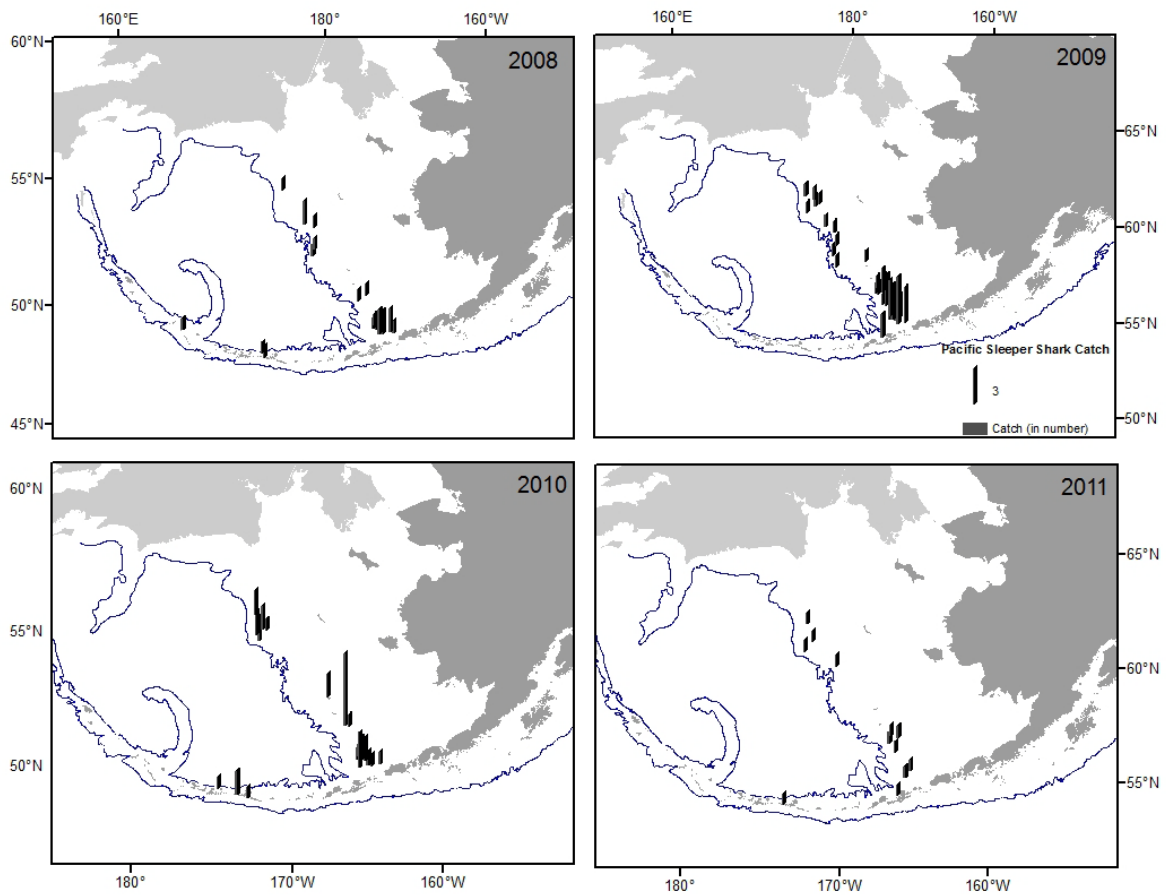 160°E 180° 160°W 160°E 180° 160°W
60°N 2008 2009
65°N
55°N
60°N
50°N
55°N
Pacific Sleeper Shark Catch
3
45°N 50°N
Catch (in number)
60°N 2010 2011
65°N
55°N
60°N
50°N
55°N
180° 170°W 160°W 180° 170°W 160°W